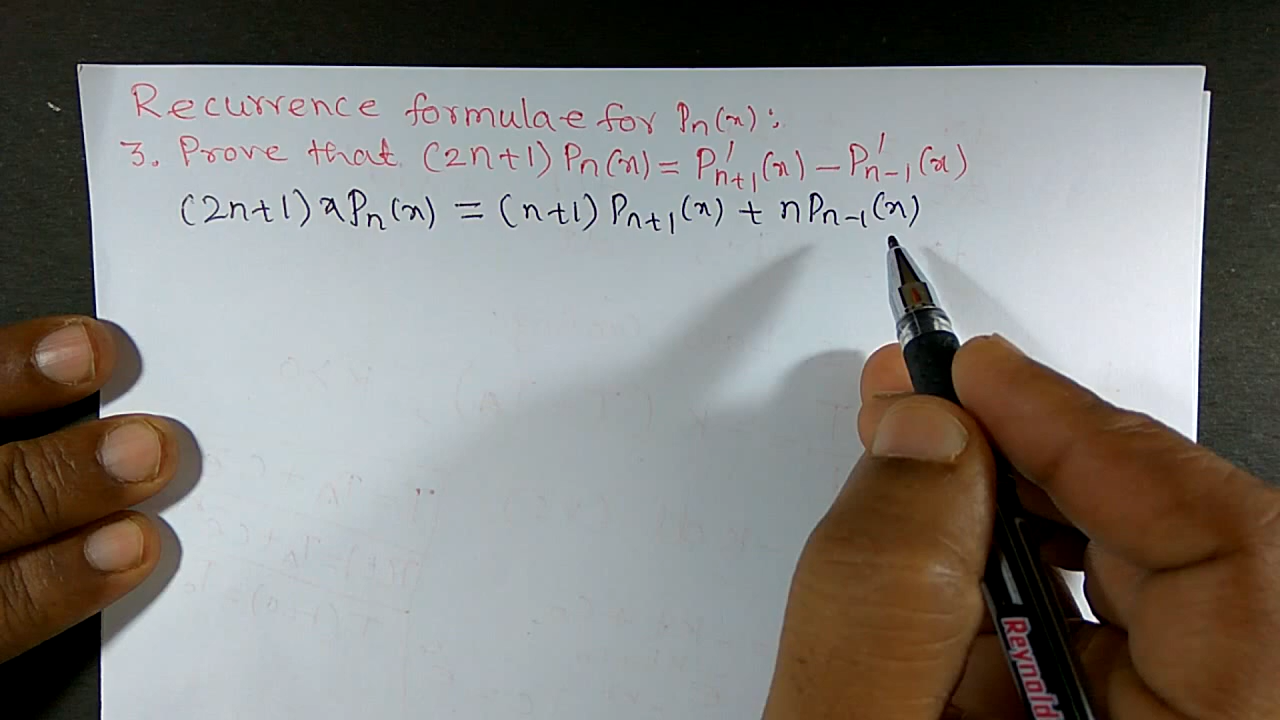 Recurrence formulae for Pn(x):
3. Prove that (2n+1) Pn(x) = P'n+1(x) − P'n−1(x)
(2n+1) x Pn(x) = (n+1) Pn+1(x) + n Pn−1(x)
Reynold